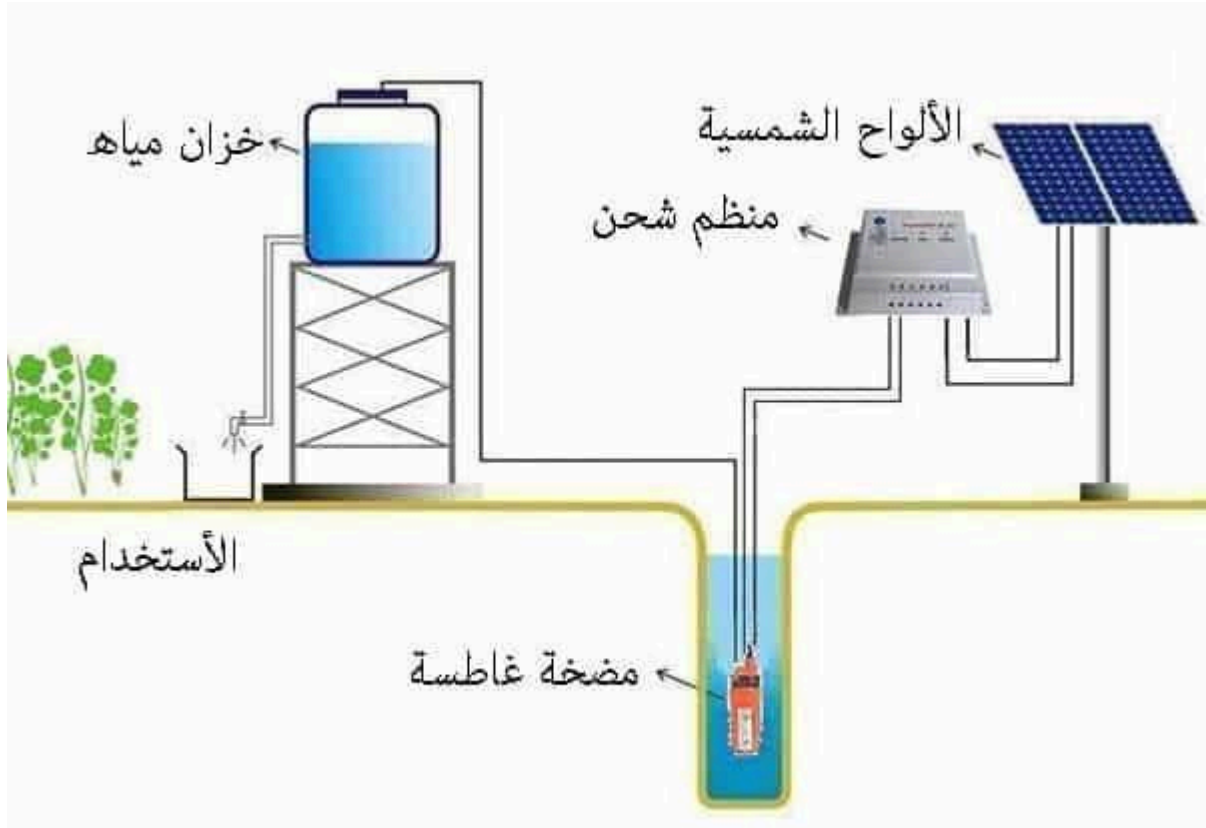 الألواح الشمسية
خزان مياه
منظم شحن
الأستخدام
مضخة غاطسة